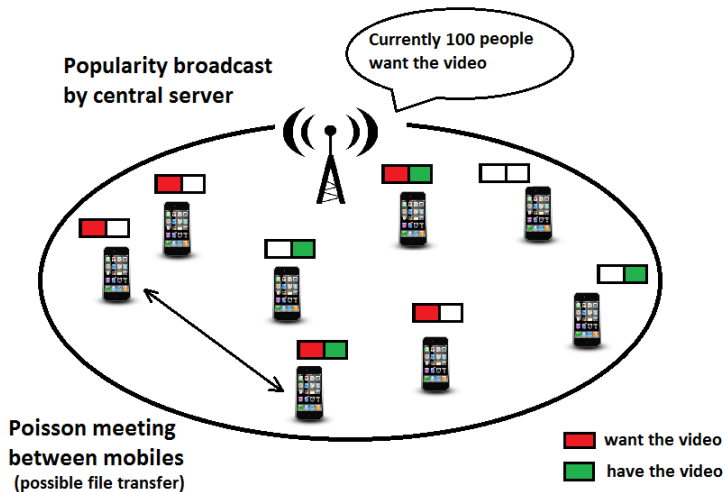 Currently 100 people
want the video
Popularity broadcast
by central server
Poisson meeting
between mobiles
(possible file transfer)
want the video
have the video